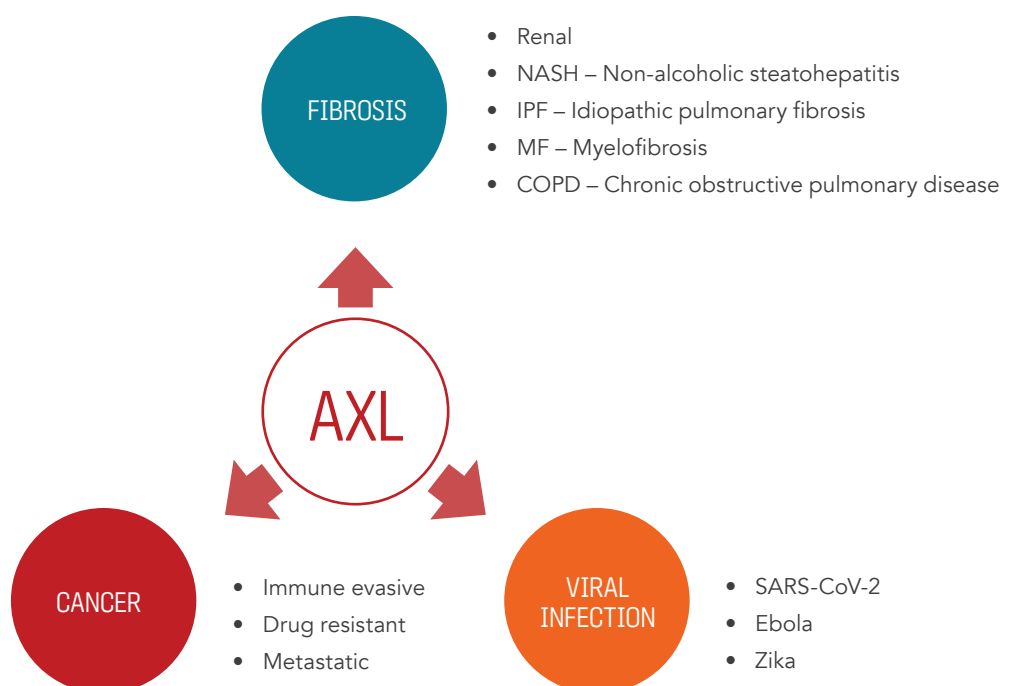 FIBROSIS
• Renal
• NASH – Non-alcoholic steatohepatitis
• IPF – Idiopathic pulmonary fibrosis
• MF – Myelofibrosis
• COPD – Chronic obstructive pulmonary disease
AXL
CANCER
• Immune evasive
• Drug resistant
• Metastatic
VIRAL
INFECTION
• SARS-CoV-2
• Ebola
• Zika